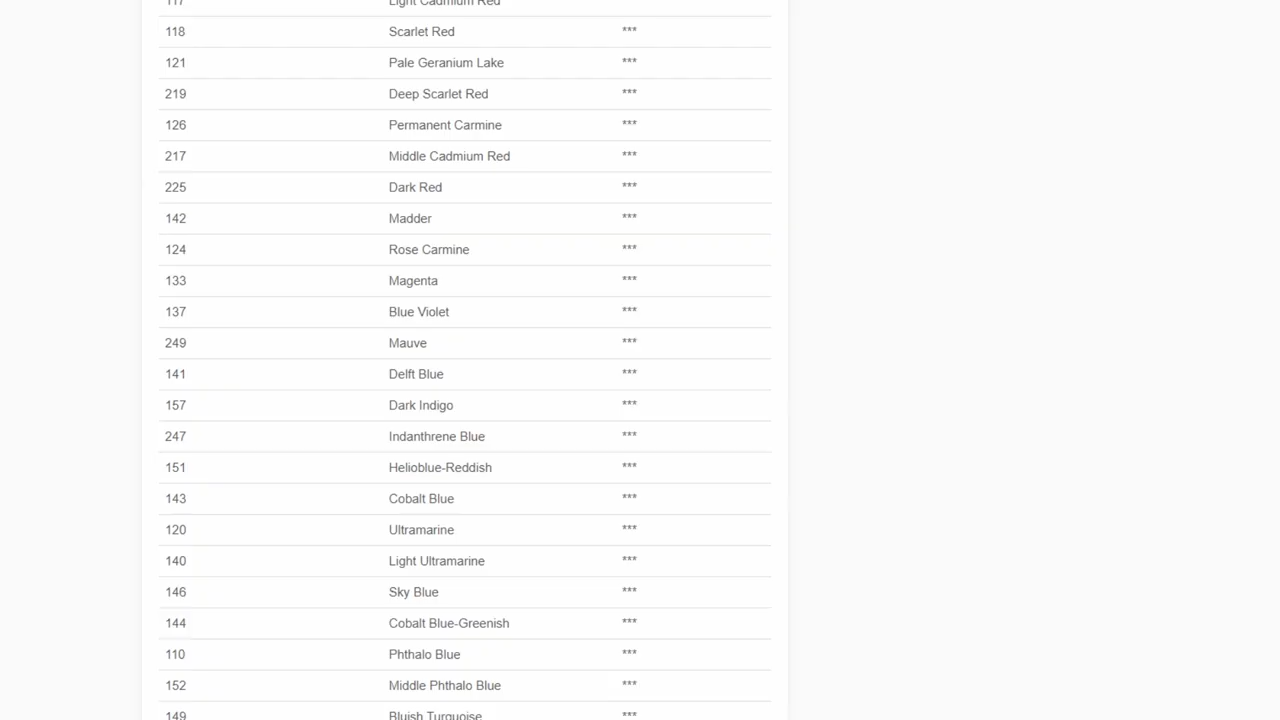 117 Light Cadmium Red
118 Scarlet Red ***
121 Pale Geranium Lake ***
219 Deep Scarlet Red ***
126 Permanent Carmine ***
217 Middle Cadmium Red ***
225 Dark Red ***
142 Madder ***
124 Rose Carmine ***
133 Magenta ***
137 Blue Violet ***
249 Mauve ***
141 Delft Blue ***
157 Dark Indigo ***
247 Indanthrene Blue ***
151 Helioblue-Reddish ***
143 Cobalt Blue ***
120 Ultramarine ***
140 Light Ultramarine ***
146 Sky Blue ***
144 Cobalt Blue-Greenish ***
110 Phthalo Blue ***
152 Middle Phthalo Blue ***
149 Bluish Turquoise ***